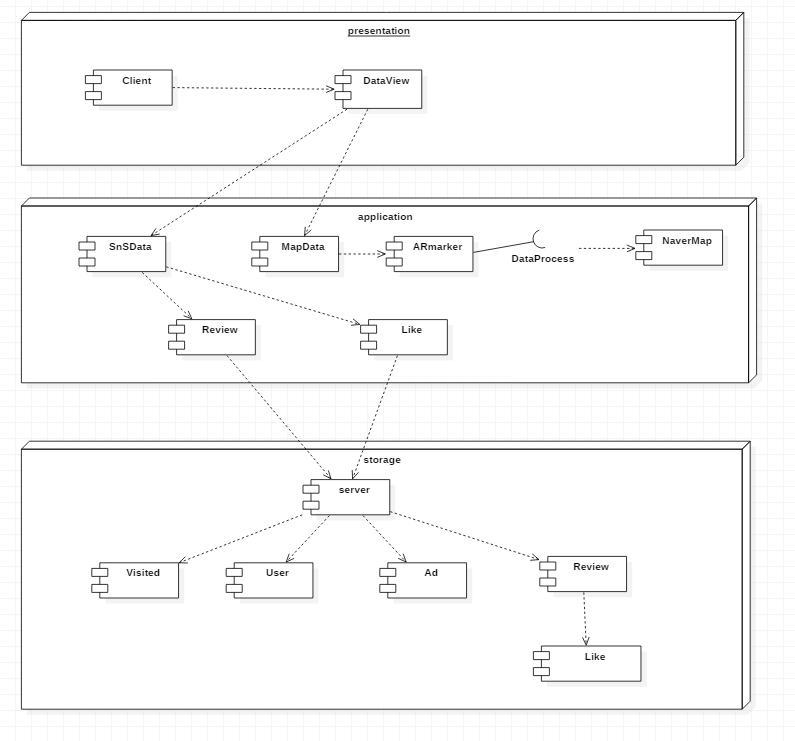 presentation
Client
DataView
application
SnSData
MapData
ARmarker
DataProcess
NaverMap
Review
Like
storage
server
Visited
User
Ad
Review
Like